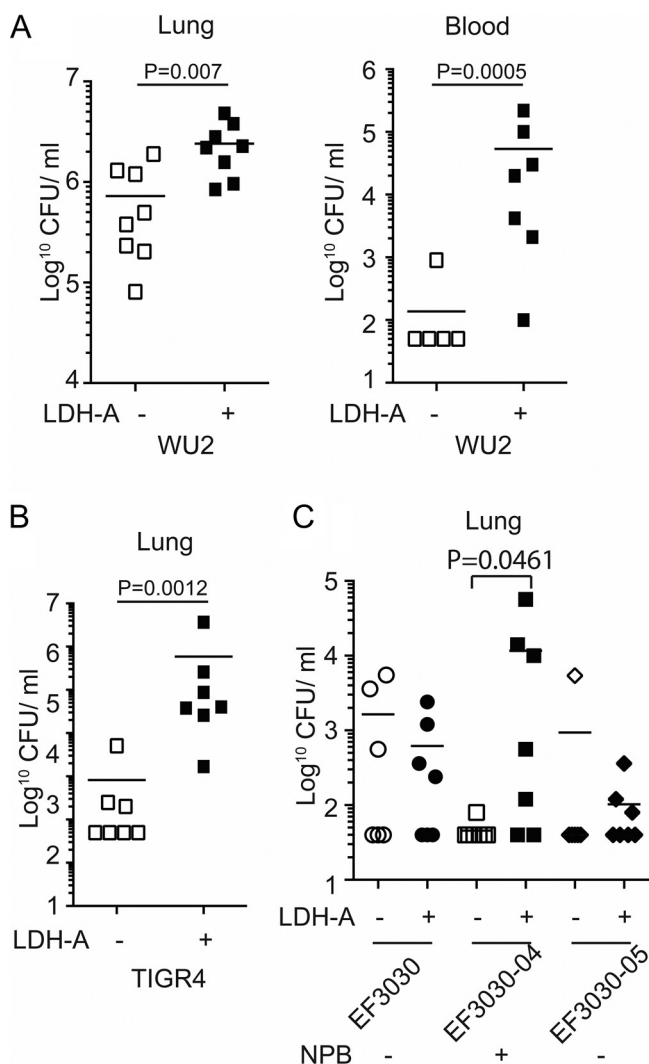 A
Lung
P=0.007
Log¹⁰ CFU/ ml
7
6
5
4
LDH-A - +
WU2
Blood
P=0.0005
Log¹⁰ CFU/ ml
6
5
4
3
2
1
LDH-A - +
WU2
B
Lung
P=0.0012
Log¹⁰ CFU/ ml
7
6
5
4
3
2
1
LDH-A - +
TIGR4
C
Lung
P=0.0461
Log¹⁰ CFU/ ml
5
4
3
2
1
LDH-A - + - + - +
EF3030 EF3030-04 EF3030-05
NPB - + -